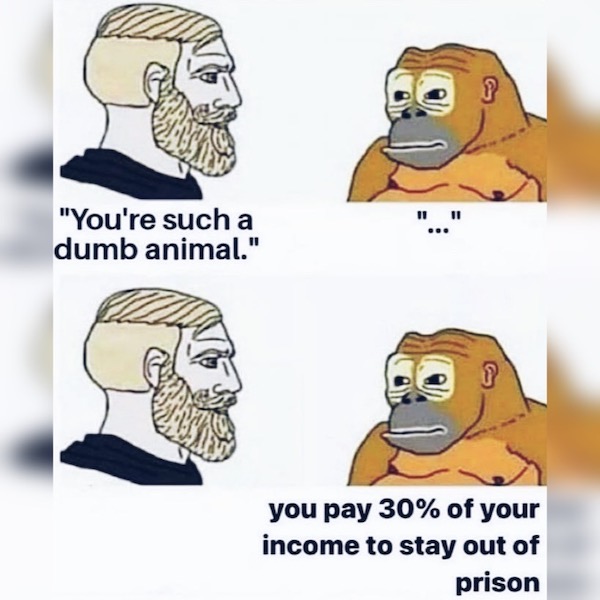 "You're such a
dumb animal."
"..."
you pay 30% of your
income to stay out of
prison